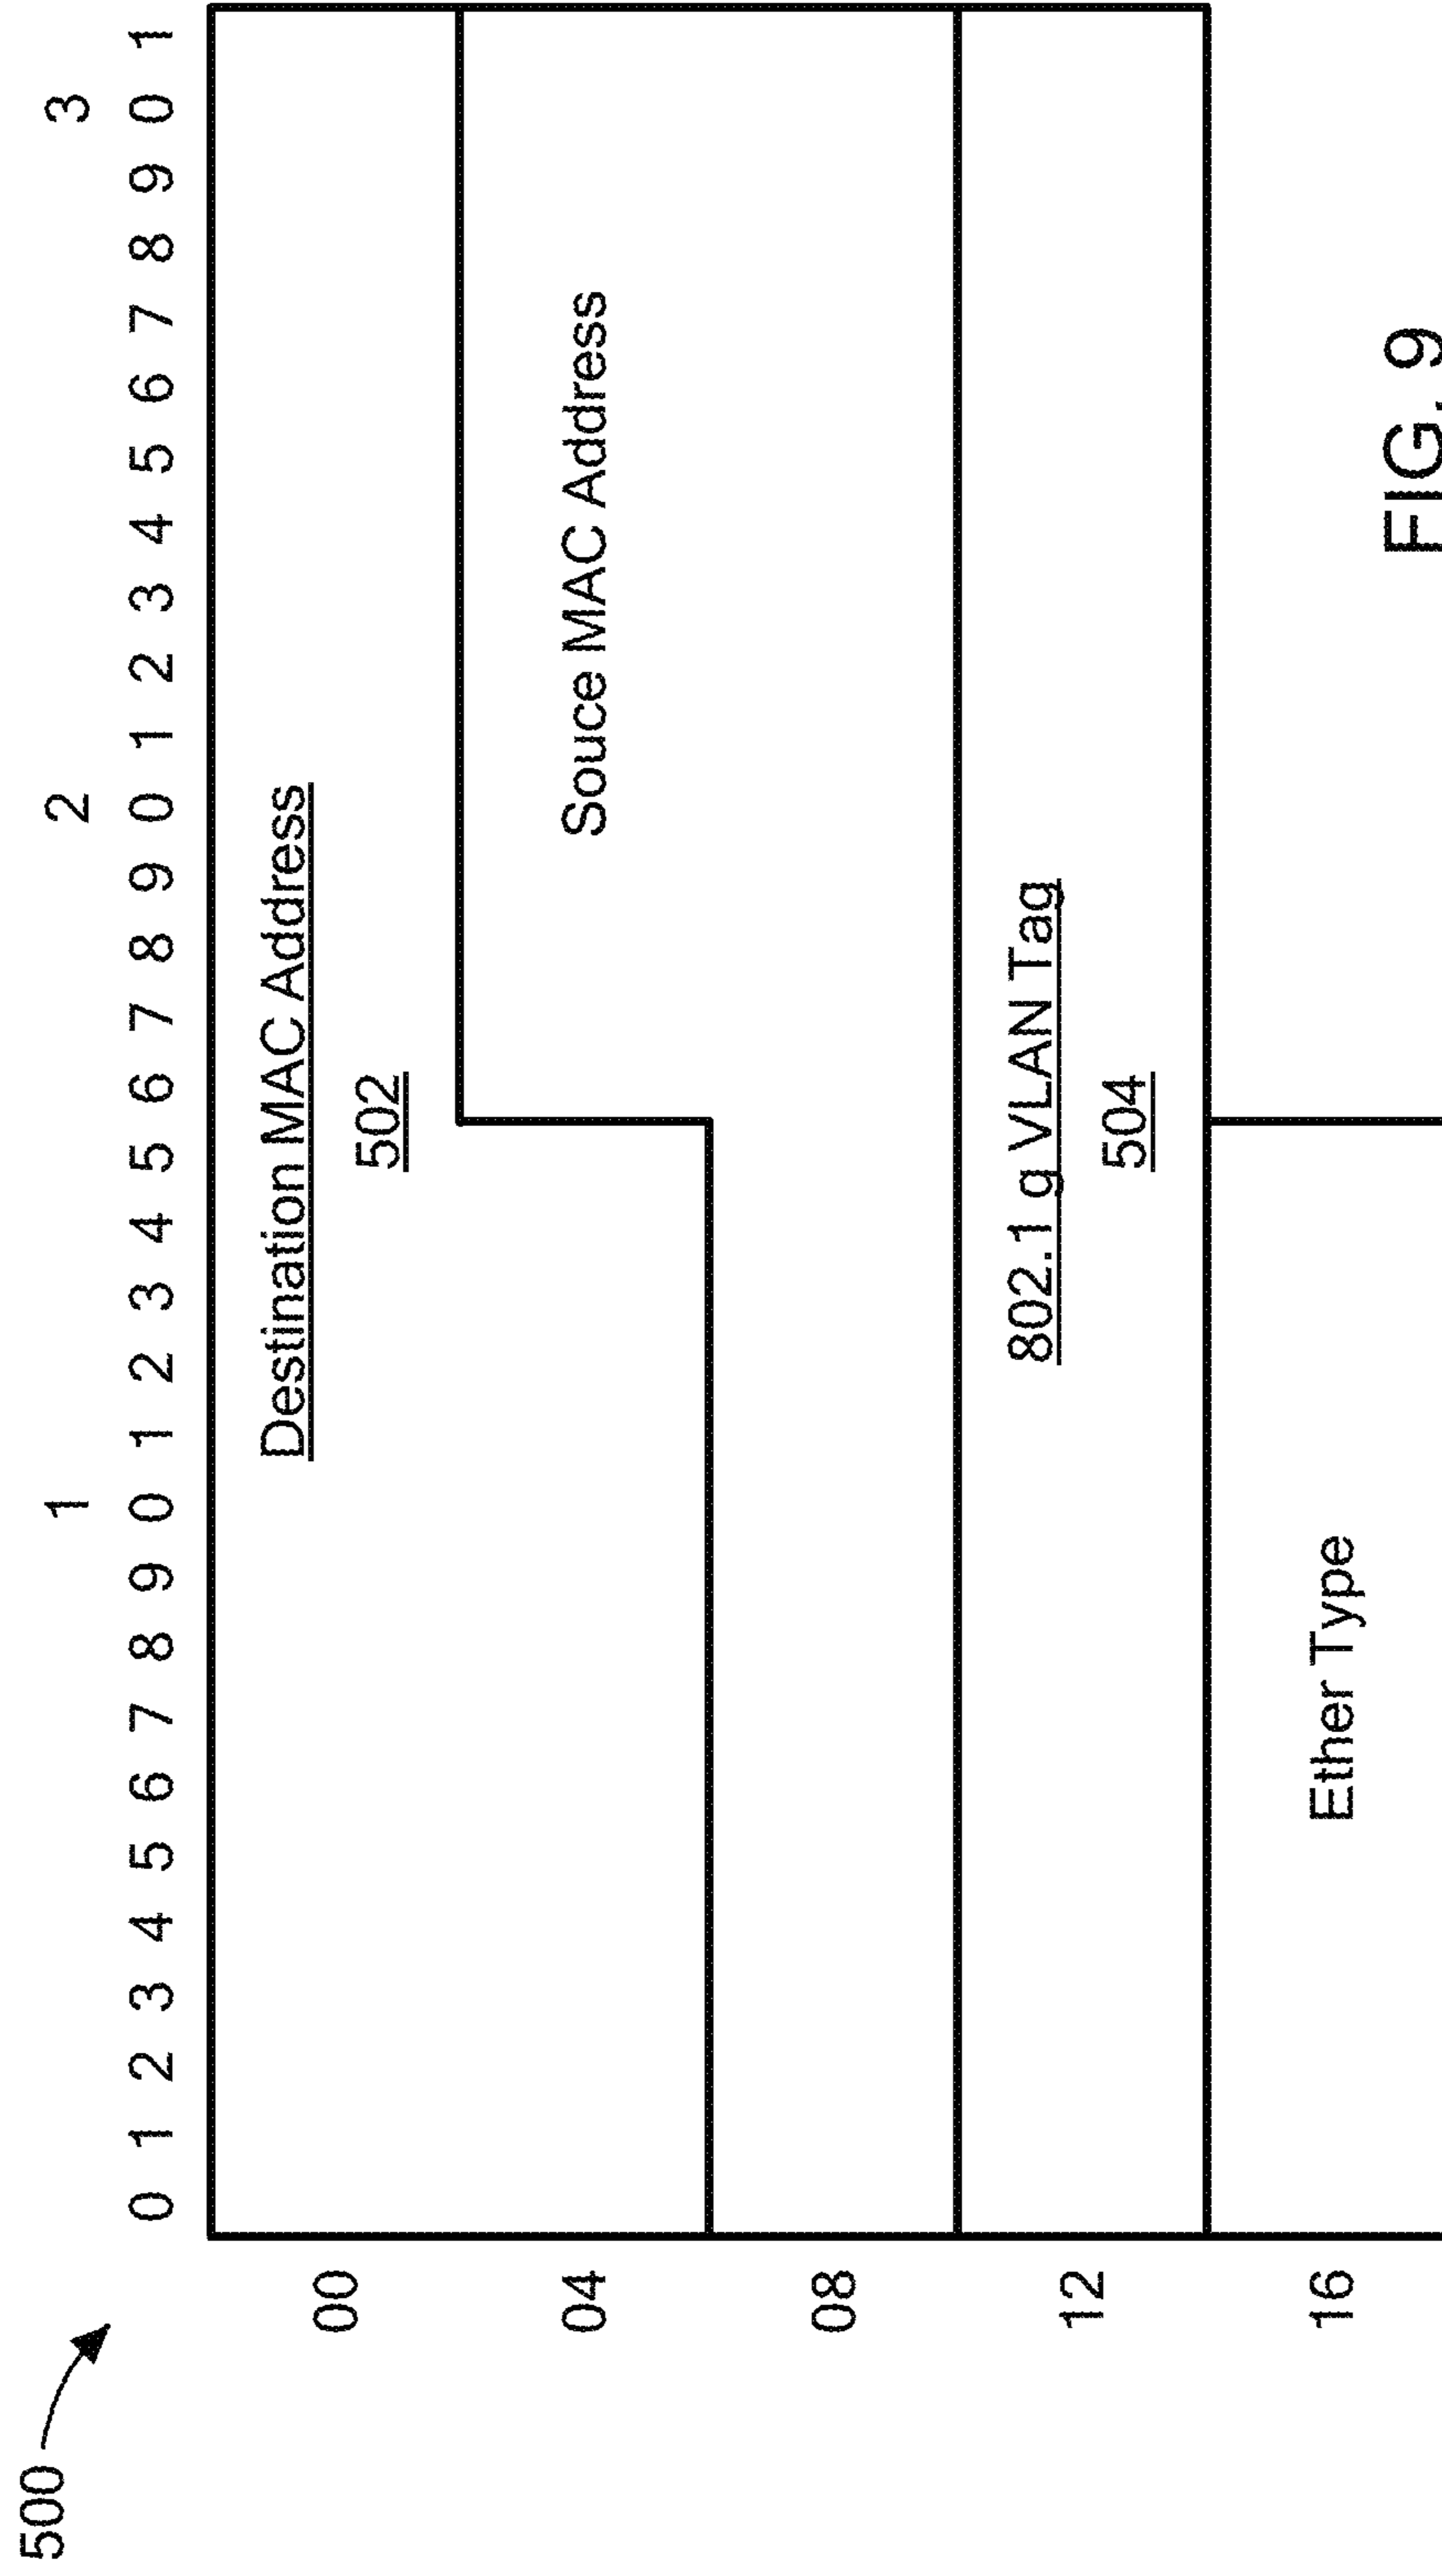 500
1 2 3
0 1 2 3 4 5 6 7 8 9 0 1 2 3 4 5 6 7 8 9 0 1 2 3 4 5 6 7 8 9 0 1
00
Destination MAC Address
502
04
Souce MAC Address
08
12
802.1 g VLAN Tag
504
16
Ether Type
FIG. 9